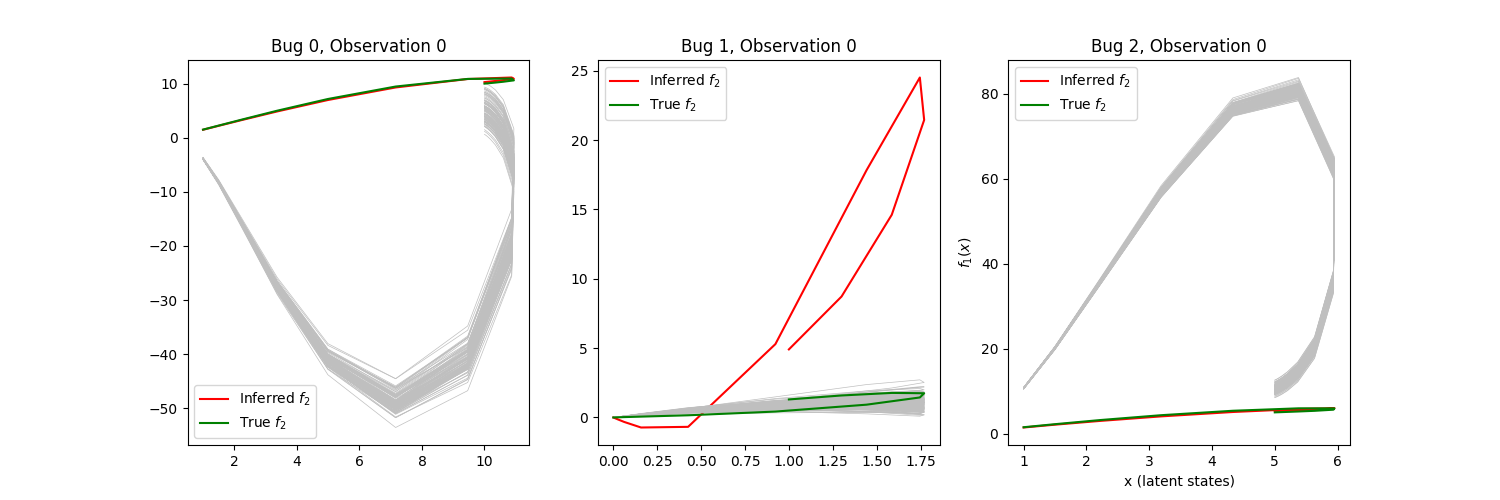 Bug 0, Observation 0
10
0
−10
−20
−30
−40
−50
Inferred f₂
True f₂
2 4 6 8 10
Bug 1, Observation 0
25
20
15
10
5
0
Inferred f₂
True f₂
0.00 0.25 0.50 0.75 1.00 1.25 1.50 1.75
Bug 2, Observation 0
f₁(x)
80
60
40
20
0
Inferred f₂
True f₂
1 2 3 4 5 6
x (latent states)